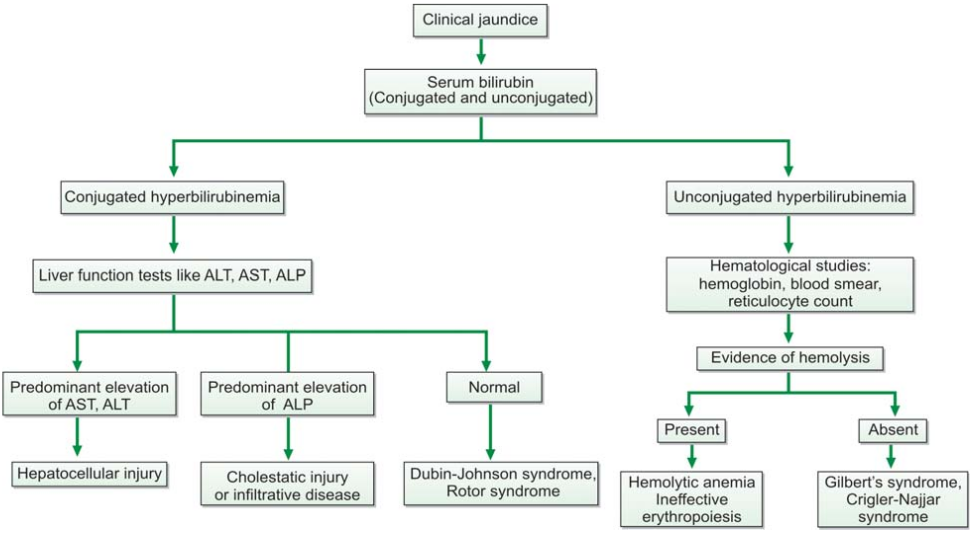 Clinical jaundice
Serum bilirubin
(Conjugated and unconjugated)
Conjugated hyperbilirubinemia
Unconjugated hyperbilirubinemia
Liver function tests like ALT, AST, ALP
Hematological studies:
hemoglobin, blood smear,
reticulocyte count
Evidence of hemolysis
Predominant elevation
of AST, ALT
Predominant elevation
of ALP
Normal
Present
Absent
Hepatocellular injury
Cholestatic injury
or infiltrative disease
Dubin-Johnson syndrome,
Rotor syndrome
Hemolytic anemia
Ineffective
erythropoiesis
Gilbert's syndrome,
Crigler-Najjar
syndrome